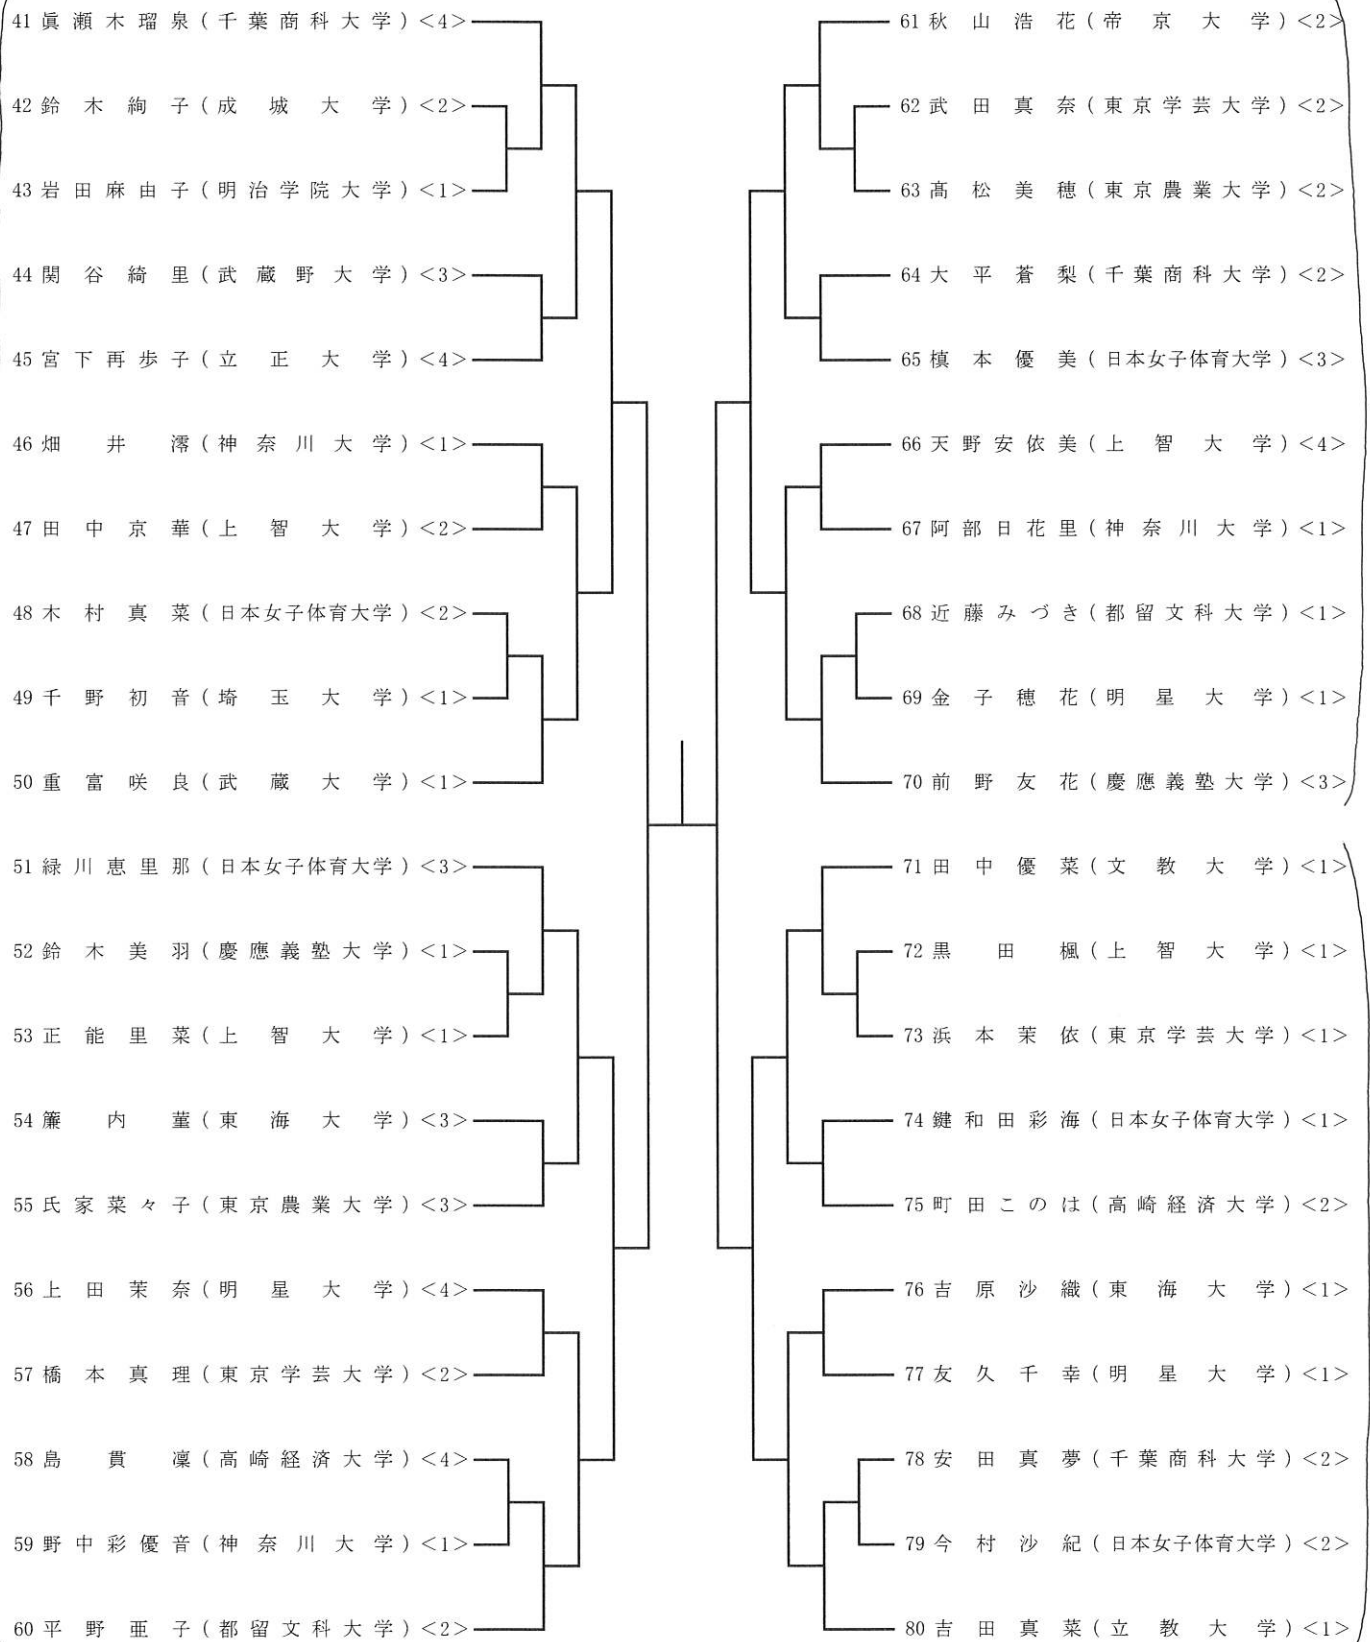 41 眞瀬木瑠泉(千葉商科大学)<4>
42 鈴木絢子(成城大学)<2>
43 岩田麻由子(明治学院大学)<1>
44 関谷綺里(武蔵野大学)<3>
45 宮下再歩子(立正大学)<4>
46 畑井澪(神奈川大学)<1>
47 田中京華(上智大学)<2>
48 木村真菜(日本女子体育大学)<2>
49 千野初音(埼玉大学)<1>
50 重富咲良(武蔵大学)<1>
51 緑川恵里那(日本女子体育大学)<3>
52 鈴木美羽(慶應義塾大学)<1>
53 正能里菜(上智大学)<1>
54 簾内菫(東海大学)<3>
55 氏家菜々子(東京農業大学)<3>
56 上田茉奈(明星大学)<4>
57 橋本真理(東京学芸大学)<2>
58 島貫凜(高崎経済大学)<4>
59 野中彩優音(神奈川大学)<1>
60 平野亜子(都留文科大学)<2>
61 秋山浩花(帝京大学)<2>
62 武田真奈(東京学芸大学)<2>
63 髙松美穂(東京農業大学)<2>
64 大平蒼梨(千葉商科大学)<2>
65 槙本優美(日本女子体育大学)<3>
66 天野安依美(上智大学)<4>
67 阿部日花里(神奈川大学)<1>
68 近藤みづき(都留文科大学)<1>
69 金子穂花(明星大学)<1>
70 前野友花(慶應義塾大学)<3>
71 田中優菜(文教大学)<1>
72 黒田楓(上智大学)<1>
73 浜本茉依(東京学芸大学)<1>
74 鍵和田彩海(日本女子体育大学)<1>
75 町田このは(高崎経済大学)<2>
76 吉原沙織(東海大学)<1>
77 友久千幸(明星大学)<1>
78 安田真夢(千葉商科大学)<2>
79 今村沙紀(日本女子体育大学)<2>
80 吉田真菜(立教大学)<1>